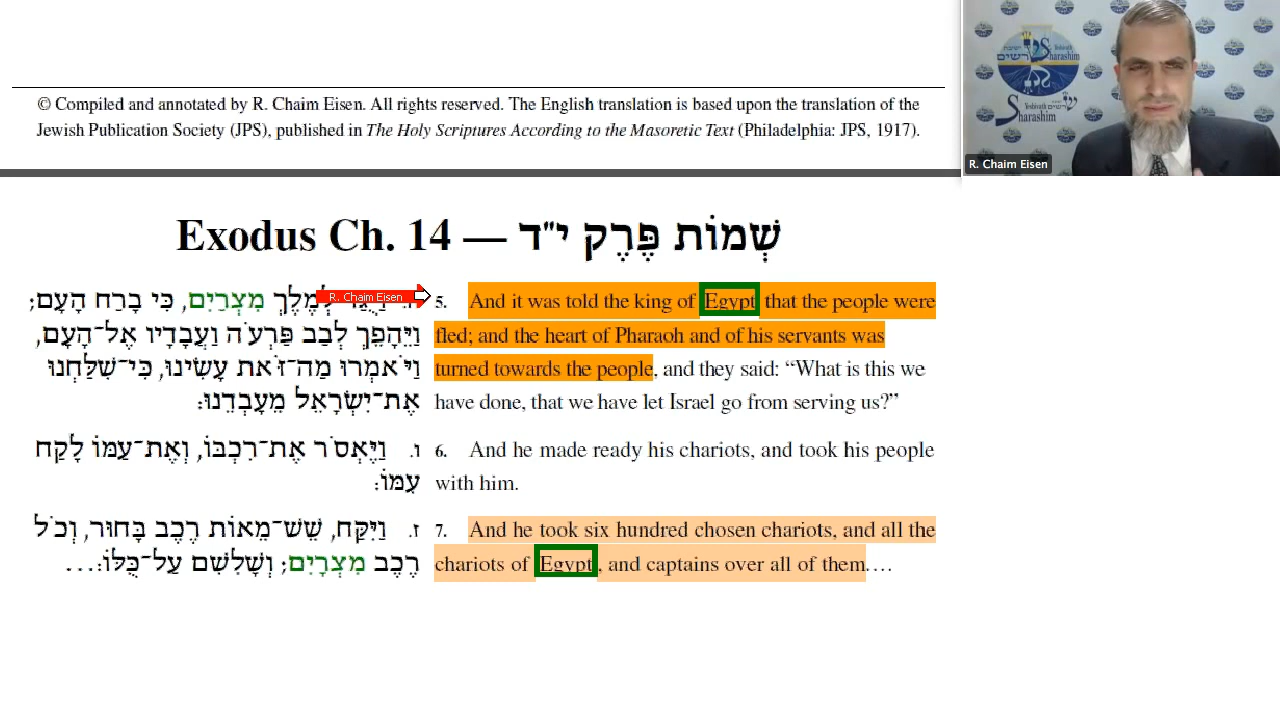 © Compiled and annotated by R. Chaim Eisen. All rights reserved. The English translation is based upon the translation of the
Jewish Publication Society (JPS), published in The Holy Scriptures According to the Masoretic Text (Philadelphia: JPS, 1917).
ישיבת
Yeshivath
Sharashim
שרשים
Sharashim
R. Chaim Eisen
Exodus Ch. 14 — שְׁמוֹת פֶּרֶק י"ד
לְמֶלֶךְ מִצְרַיִם, כִּי בָרַח הָעָם;
R. Chaim Eisen
וַיֵּהָפֵךְ לְבַב פַּרְעֹה וַעֲבָדָיו אֶל־הָעָם,
וַיֹּאמְרוּ מַה־זֹּאת עָשִׂינוּ, כִּי־שִׁלַּחְנוּ
אֶת־יִשְׂרָאֵל מֵעָבְדֵנוּ:
5. And it was told the king of Egypt that the people were
fled; and the heart of Pharaoh and of his servants was
turned towards the people, and they said: “What is this we
have done, that we have let Israel go from serving us?”
ו. וַיֶּאְסֹר אֶת־רִכְבּוֹ, וְאֶת־עַמּוֹ לָקַח
עִמּוֹ:
6. And he made ready his chariots, and took his people
with him.
ז. וַיִּקַּח, שֵׁשׁ־מֵאוֹת רֶכֶב בָּחוּר, וְכֹל
רֶכֶב מִצְרָיִם; וְשָׁלִשִׁם עַל־כֻּלּוֹ:...
7. And he took six hundred chosen chariots, and all the
chariots of Egypt, and captains over all of them....